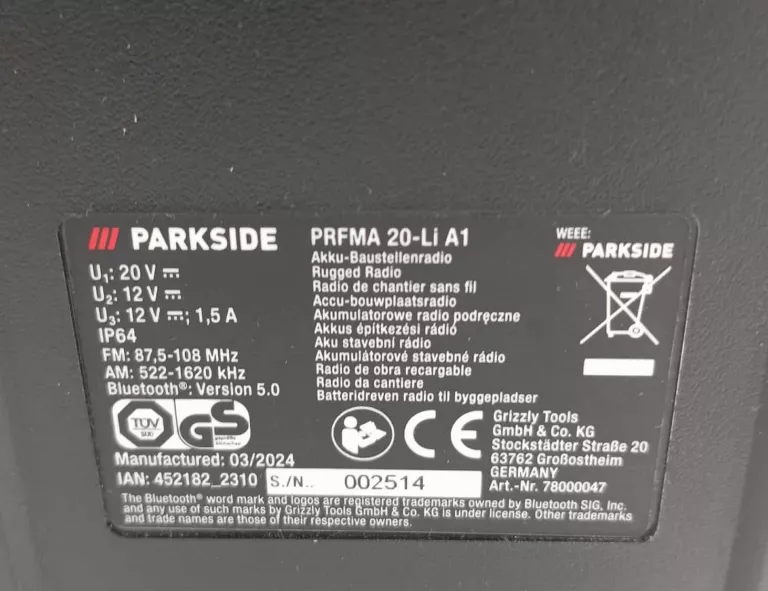 PARKSIDE
U₁: 20 V ⎓
U₂: 12 V ⎓
U₃: 12 V ⎓; 1,5 A
IP64
FM: 87,5-108 MHz
AM: 522-1620 kHz
Bluetooth®: Version 5.0
PRFMA 20-Li A1
Akku-Baustellenradio
Rugged Radio
Radio de chantier sans fil
Accu-bouwplaatsradio
Akumulatorowe radio podręczne
Akkus építkezési rádió
Aku stavební rádio
Akumulátorové stavebné rádio
Radio de obra recargable
Radio da cantiere
Batteridreven radio til byggepladser
WEEE:
PARKSIDE
TÜV
SÜD
GS
geprüfte
Sicherheit
CE
Grizzly Tools
GmbH & Co. KG
Stockstädter Straße 20
63762 Großostheim
GERMANY
Art.-Nr. 78000047
Manufactured: 03/2024
IAN: 452182_2310 S./N.. 002514
The Bluetooth® word mark and logos are registered trademarks owned by Bluetooth SIG, Inc.
and any use of such marks by Grizzly Tools GmbH & Co. KG is under license. Other trademarks
and trade names are those of their respective owners.